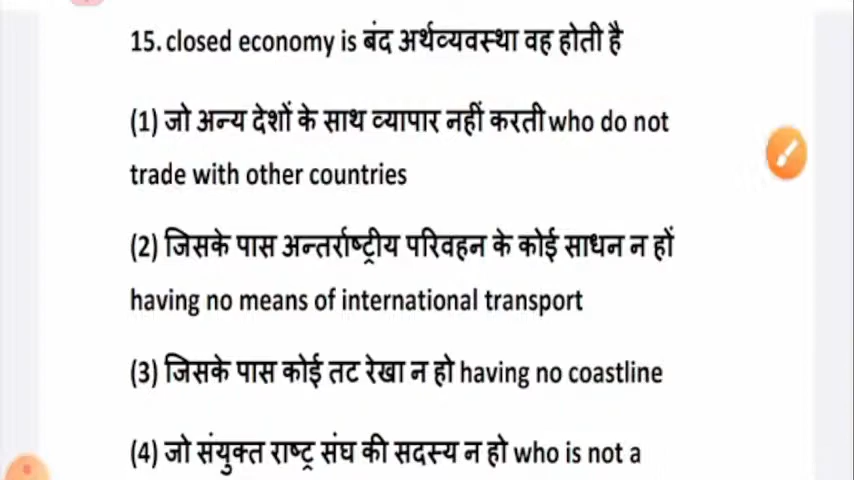 15. closed economy is बंद अर्थव्यवस्था वह होती है
(1) जो अन्य देशों के साथ व्यापार नहीं करती who do not
trade with other countries
(2) जिसके पास अन्तर्राष्ट्रीय परिवहन के कोई साधन न हों
having no means of international transport
(3) जिसके पास कोई तट रेखा न हो having no coastline
(4) जो संयुक्त राष्ट्र संघ की सदस्य न हो who is not a